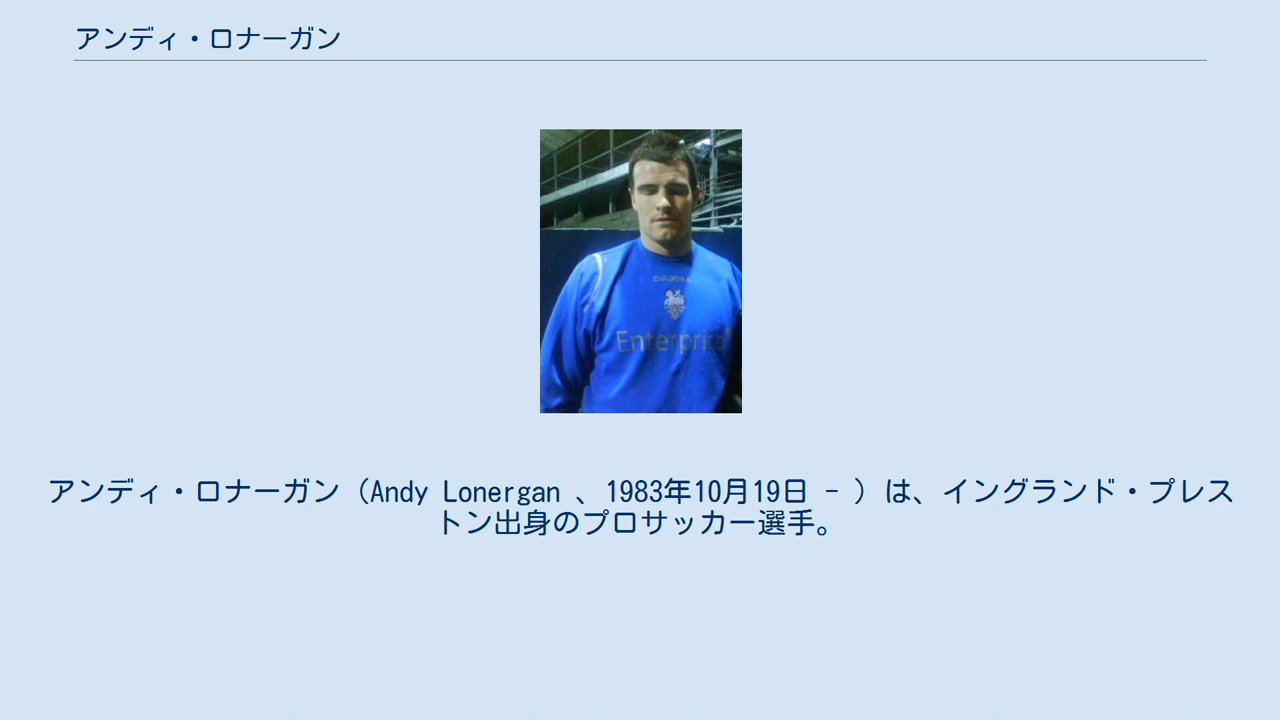 アンディ・ロナーガン
Enterprise
アンディ・ロナーガン（Andy Lonergan 、1983年10月19日 - ）は、イングランド・プレス
トン出身のプロサッカー選手。